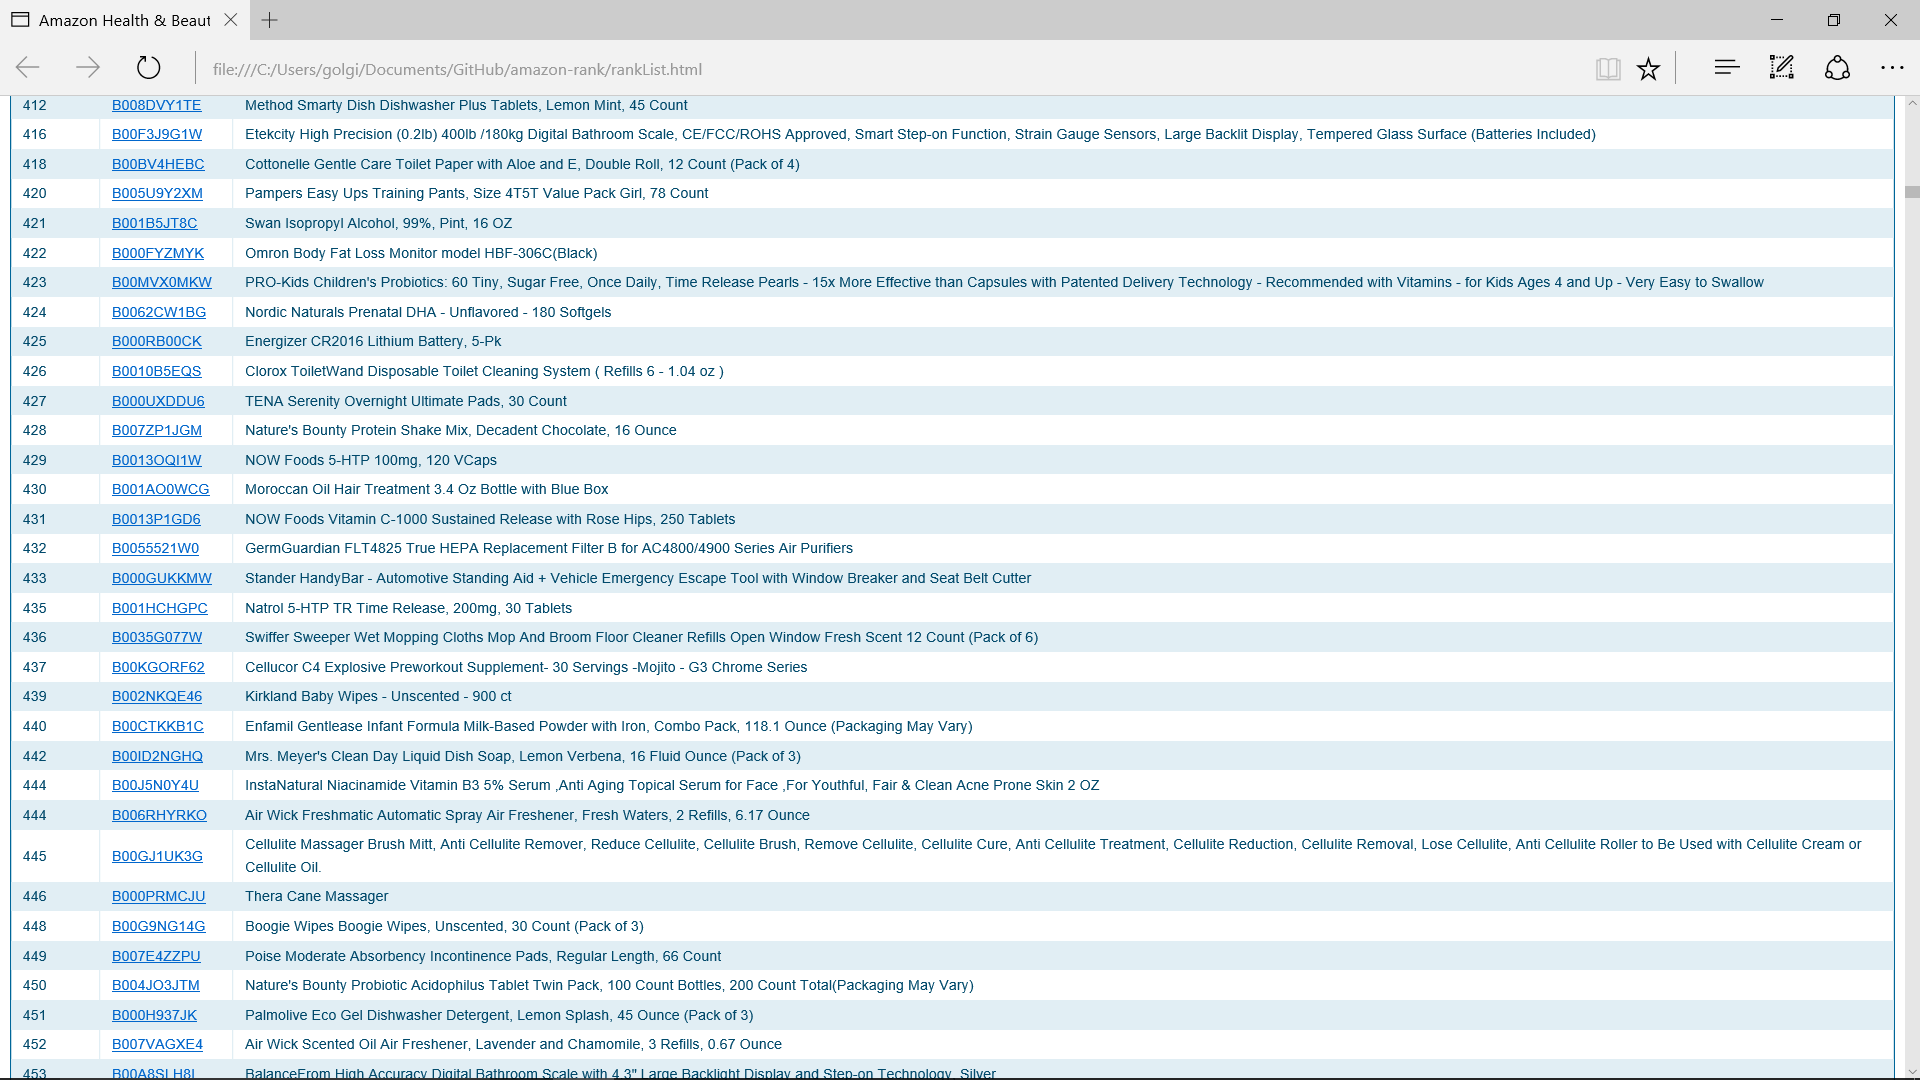 Amazon Health & Beaut
file:///C:/Users/golgi/Documents/GitHub/amazon-rank/rankList.html
412 B008DVY1TE Method Smarty Dish Dishwasher Plus Tablets, Lemon Mint, 45 Count
416 B00F3J9G1W Etekcity High Precision (0.2lb) 400lb /180kg Digital Bathroom Scale, CE/FCC/ROHS Approved, Smart Step-on Function, Strain Gauge Sensors, Large Backlit Display, Tempered Glass Surface (Batteries Included)
418 B00BV4HEBC Cottonelle Gentle Care Toilet Paper with Aloe and E, Double Roll, 12 Count (Pack of 4)
420 B005U9Y2XM Pampers Easy Ups Training Pants, Size 4T5T Value Pack Girl, 78 Count
421 B001B5JT8C Swan Isopropyl Alcohol, 99%, Pint, 16 OZ
422 B000FYZMYK Omron Body Fat Loss Monitor model HBF-306C(Black)
423 B00MVX0MKW PRO-Kids Children's Probiotics: 60 Tiny, Sugar Free, Once Daily, Time Release Pearls - 15x More Effective than Capsules with Patented Delivery Technology - Recommended with Vitamins - for Kids Ages 4 and Up - Very Easy to Swallow
424 B0062CW1BG Nordic Naturals Prenatal DHA - Unflavored - 180 Softgels
425 B000RB00CK Energizer CR2016 Lithium Battery, 5-Pk
426 B0010B5EQS Clorox ToiletWand Disposable Toilet Cleaning System ( Refills 6 - 1.04 oz )
427 B000UXDDU6 TENA Serenity Overnight Ultimate Pads, 30 Count
428 B007ZP1JGM Nature's Bounty Protein Shake Mix, Decadent Chocolate, 16 Ounce
429 B0013OQI1W NOW Foods 5-HTP 100mg, 120 VCaps
430 B001AO0WCG Moroccan Oil Hair Treatment 3.4 Oz Bottle with Blue Box
431 B0013P1GD6 NOW Foods Vitamin C-1000 Sustained Release with Rose Hips, 250 Tablets
432 B0055521W0 GermGuardian FLT4825 True HEPA Replacement Filter B for AC4800/4900 Series Air Purifiers
433 B000GUKKMW Stander HandyBar - Automotive Standing Aid + Vehicle Emergency Escape Tool with Window Breaker and Seat Belt Cutter
435 B001HCHGPC Natrol 5-HTP TR Time Release, 200mg, 30 Tablets
436 B0035G077W Swiffer Sweeper Wet Mopping Cloths Mop And Broom Floor Cleaner Refills Open Window Fresh Scent 12 Count (Pack of 6)
437 B00KGORF62 Cellucor C4 Explosive Preworkout Supplement- 30 Servings -Mojito - G3 Chrome Series
439 B002NKQE46 Kirkland Baby Wipes - Unscented - 900 ct
440 B00CTKKB1C Enfamil Gentlease Infant Formula Milk-Based Powder with Iron, Combo Pack, 118.1 Ounce (Packaging May Vary)
442 B00ID2NGHQ Mrs. Meyer's Clean Day Liquid Dish Soap, Lemon Verbena, 16 Fluid Ounce (Pack of 3)
444 B00J5N0Y4U InstaNatural Niacinamide Vitamin B3 5% Serum ,Anti Aging Topical Serum for Face ,For Youthful, Fair & Clean Acne Prone Skin 2 OZ
444 B006RHYRKO Air Wick Freshmatic Automatic Spray Air Freshener, Fresh Waters, 2 Refills, 6.17 Ounce
445 B00GJ1UK3G Cellulite Massager Brush Mitt, Anti Cellulite Remover, Reduce Cellulite, Cellulite Brush, Remove Cellulite, Cellulite Cure, Anti Cellulite Treatment, Cellulite Reduction, Cellulite Removal, Lose Cellulite, Anti Cellulite Roller to Be Used with Cellulite Cream or
Cellulite Oil.
446 B000PRMCJU Thera Cane Massager
448 B00G9NG14G Boogie Wipes Boogie Wipes, Unscented, 30 Count (Pack of 3)
449 B007E4ZZPU Poise Moderate Absorbency Incontinence Pads, Regular Length, 66 Count
450 B004JO3JTM Nature's Bounty Probiotic Acidophilus Tablet Twin Pack, 100 Count Bottles, 200 Count Total(Packaging May Vary)
451 B000H937JK Palmolive Eco Gel Dishwasher Detergent, Lemon Splash, 45 Ounce (Pack of 3)
452 B007VAGXE4 Air Wick Scented Oil Air Freshener, Lavender and Chamomile, 3 Refills, 0.67 Ounce
453 B00A8SLH8L BalanceFrom High Accuracy Digital Bathroom Scale with 4.3" Large Backlight Display and Step-on Technology, Silver